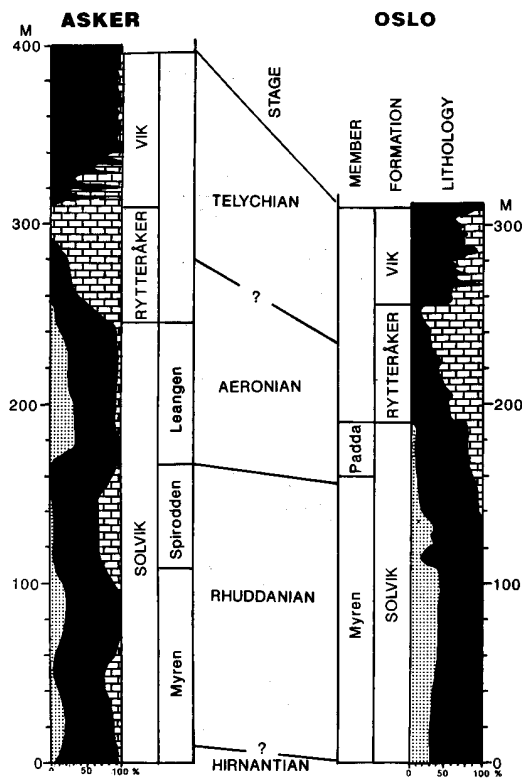 ASKER
OSLO
M
400
300
200
100
0
0 50 100 %
VIK
RYTTERÅKER
SOLVIK
Leangen
Spirodden
Myren
STAGE
TELYCHIAN
?
AERONIAN
RHUDDANIAN
?
HIRNANTIAN
MEMBER
FORMATION
LITHOLOGY
Padda
Myren
VIK
RYTTERÅKER
SOLVIK
M
300
200
100
0
0 50 100 %